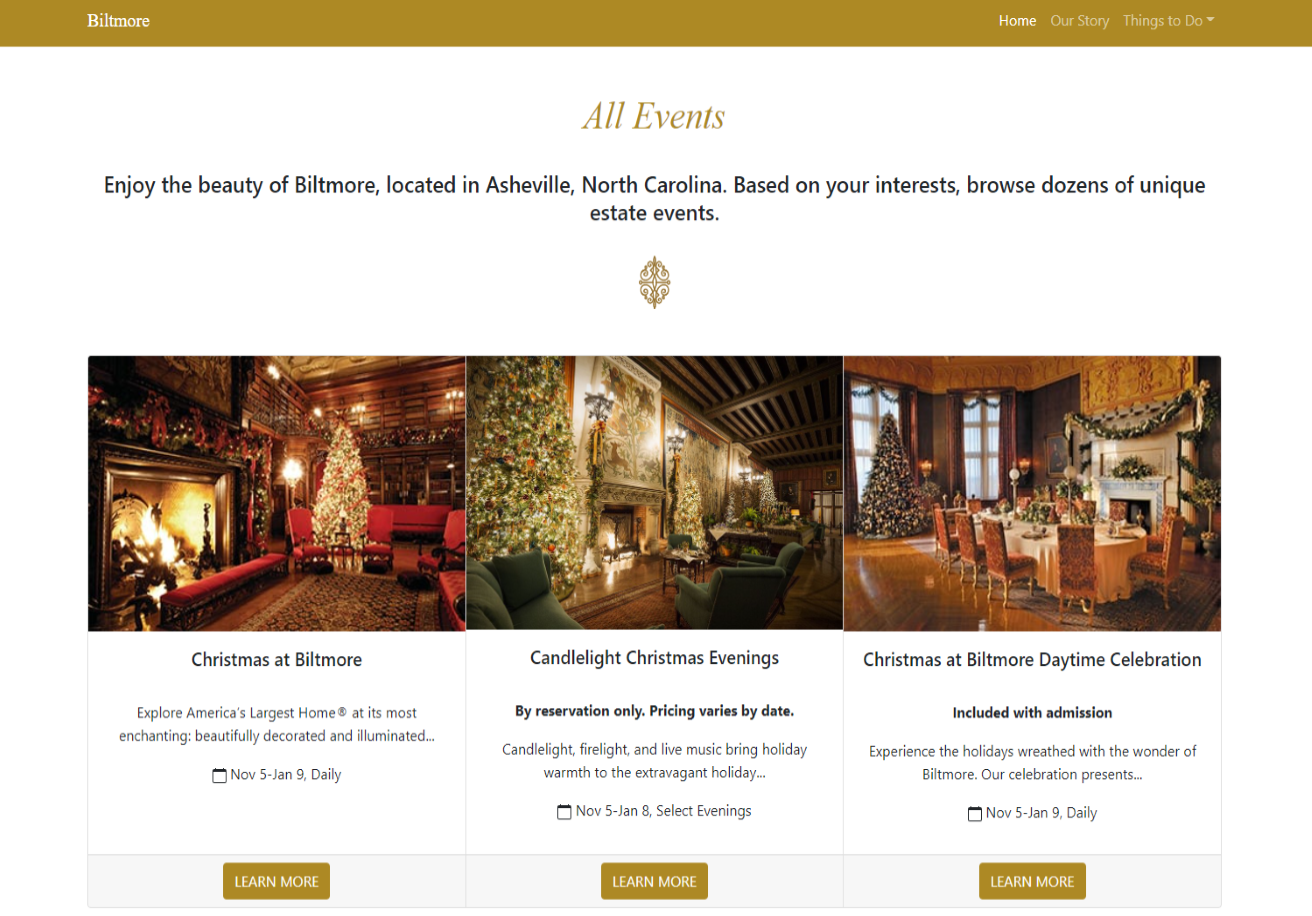 Biltmore
Home Our Story Things to Do
All Events
Enjoy the beauty of Biltmore, located in Asheville, North Carolina. Based on your interests, browse dozens of unique
estate events.
Christmas at Biltmore
Explore America's Largest Home® at its most
enchanting: beautifully decorated and illuminated...
Nov 5-Jan 9, Daily
LEARN MORE
Candlelight Christmas Evenings
By reservation only. Pricing varies by date.
Candlelight, firelight, and live music bring holiday
warmth to the extravagant holiday...
Nov 5-Jan 8, Select Evenings
LEARN MORE
Christmas at Biltmore Daytime Celebration
Included with admission
Experience the holidays wreathed with the wonder of
Biltmore. Our celebration presents...
Nov 5-Jan 9, Daily
LEARN MORE